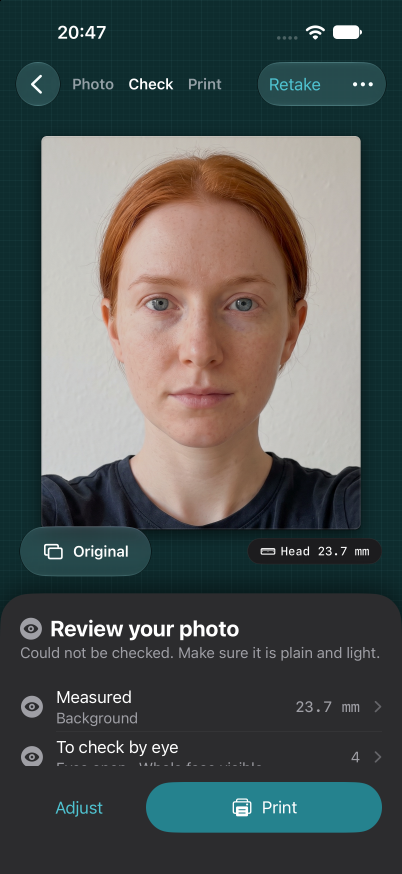 20:47
Photo Check Print
Retake
Original
Head 23.7 mm
Review your photo
Could not be checked. Make sure it is plain and light.
Measured
Background
23.7 mm
To check by eye
4
Adjust
Print